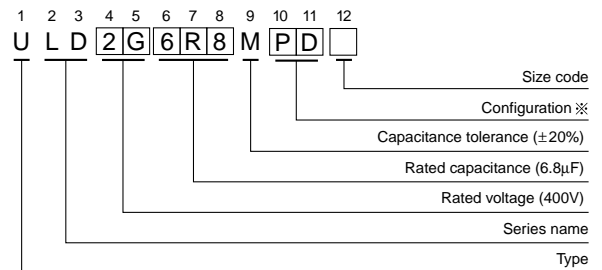 1 2 3 4 5 6 7 8 9 10 11 12
U L D 2 G 6 R 8 M P D
Size code
Configuration ※
Capacitance tolerance (±20%)
Rated capacitance (6.8µF)
Rated voltage (400V)
Series name
Type